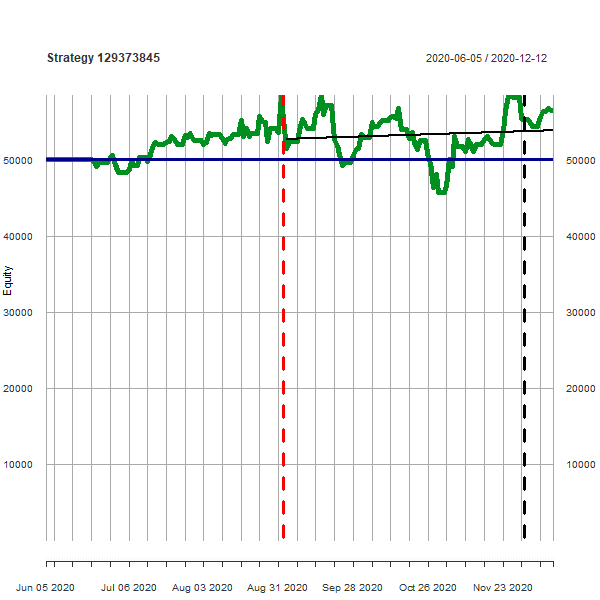 Strategy 129373845
2020-06-05 / 2020-12-12
50000
50000
40000
40000
Equity
30000
30000
20000
20000
10000
10000
Jun 05 2020
Jul 06 2020
Aug 03 2020
Aug 31 2020
Sep 28 2020
Oct 26 2020
Nov 23 2020